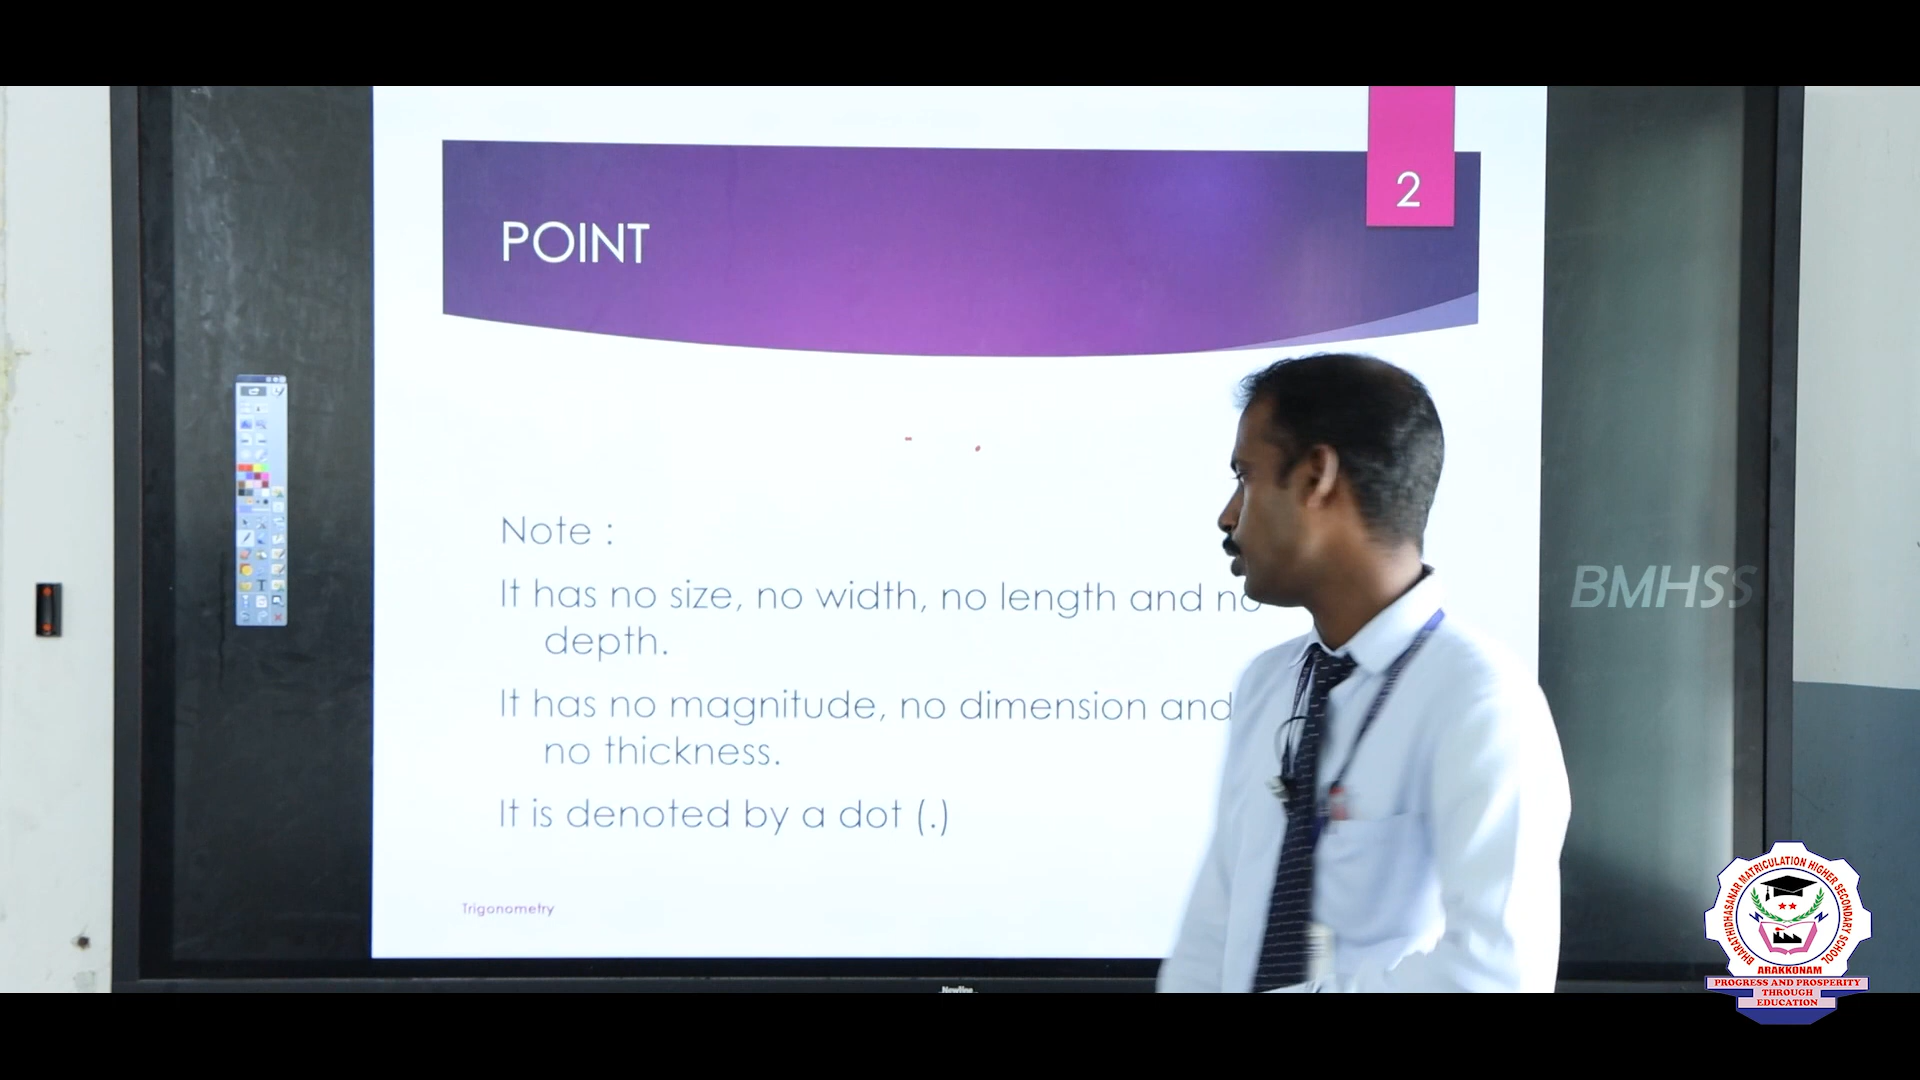 2
POINT
Note :
It has no size, no width, no length and no
depth.
It has no magnitude, no dimension and
no thickness.
It is denoted by a dot (.)
Trigonometry
Newline
BMHSS
BHARATHIDHASANAR MATRICULATION HIGHER SECONDARY SCHOOL
ARAKKONAM
PROGRESS AND PROSPERITY
THROUGH
EDUCATION